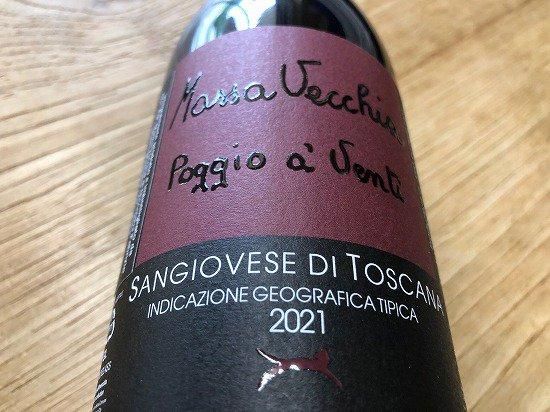 Massa Vecchia
Poggio à Venti
SANGIOVESE DI TOSCANA
INDICAZIONE GEOGRAFICA TIPICA
2021